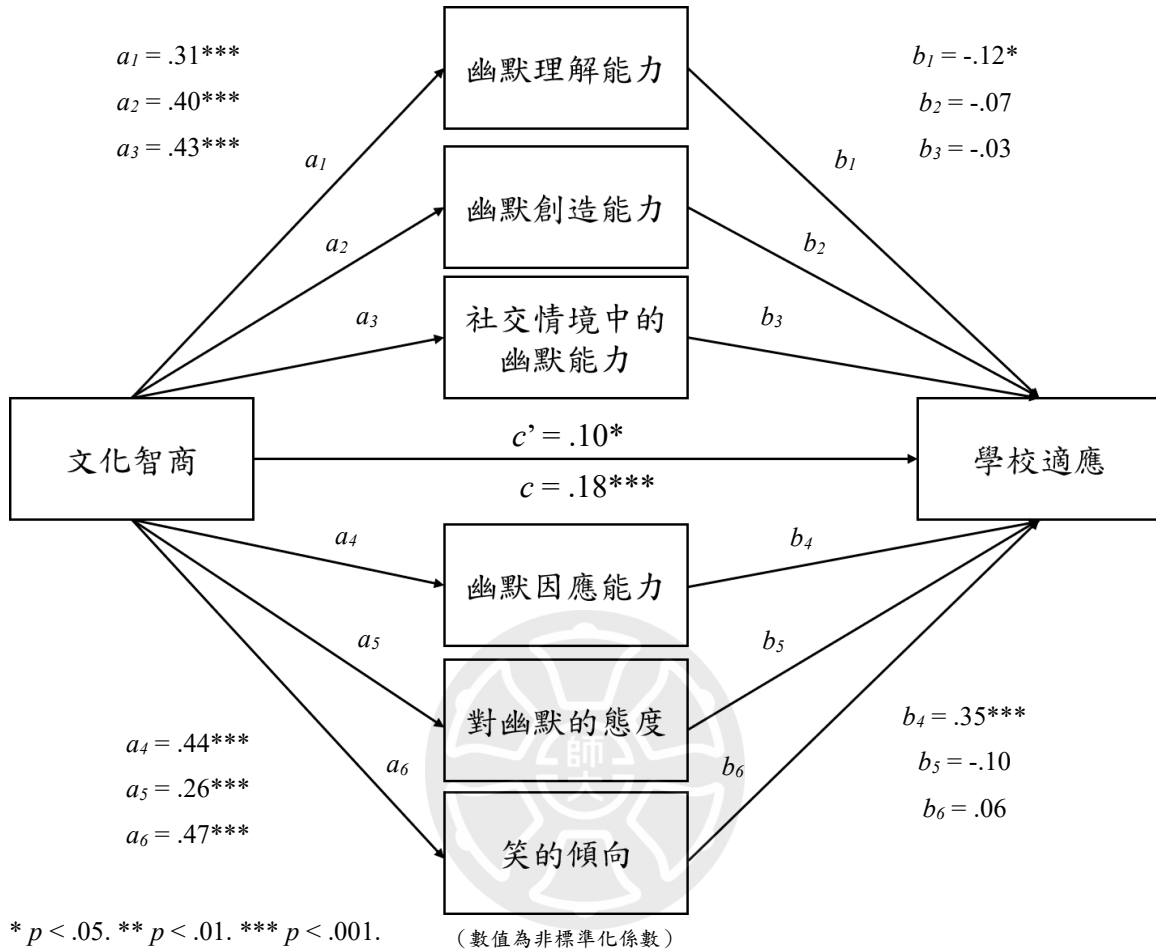 a1 = .31***
a2 = .40***
a3 = .43***
幽默理解能力
b1 = -.12*
b2 = -.07
b3 = -.03
a1
b1
幽默創造能力
a2
b2
社交情境中的
幽默能力
a3
b3
文化智商
c’ = .10*
c = .18***
學校適應
a4
幽默因應能力
b4
a5
對幽默的態度
b5
a6
笑的傾向
b6
師大
a4 = .44***
a5 = .26***
a6 = .47***
b4 = .35***
b5 = -.10
b6 = .06
* p < .05. ** p < .01. *** p < .001.
（數值為非標準化係數）